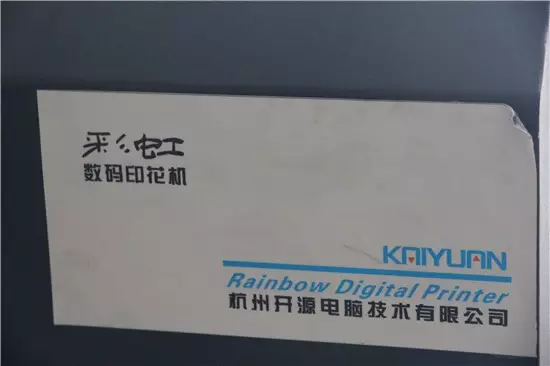 彩虹
数码印花机
KAIYUAN
Rainbow Digital Printer
杭州开源电脑技术有限公司